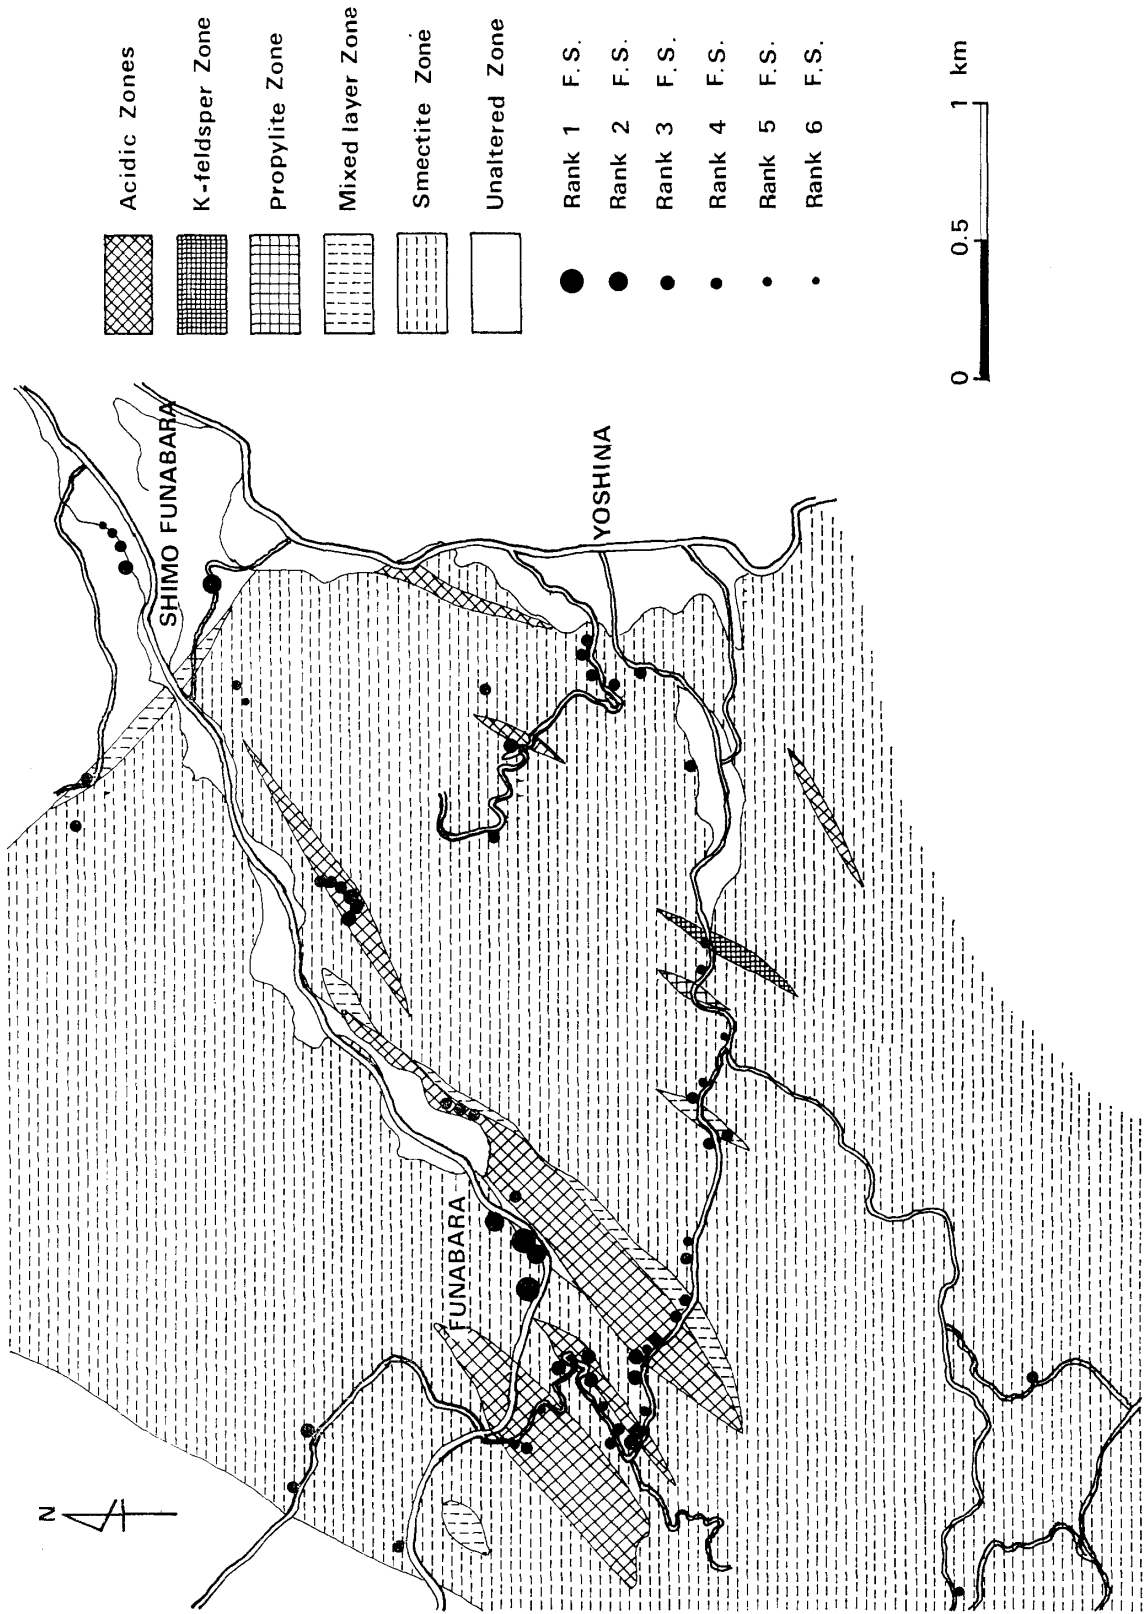 Acidic Zones
K-feldsper Zone
Propylite Zone
Mixed layer Zone
Smectite Zone
Unaltered Zone
Rank 1 F.S.
Rank 2 F.S.
Rank 3 F.S.
Rank 4 F.S.
Rank 5 F.S.
Rank 6 F.S.
0 0.5 1 km
SHIMO FUNABARA
YOSHINA
FUNABARA
N